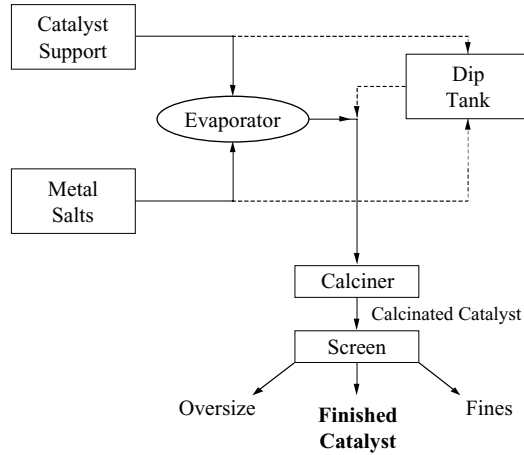 Catalyst
Support
Dip
Tank
Evaporator
Metal
Salts
Calciner
Calcinated Catalyst
Screen
Oversize
Finished
Catalyst
Fines